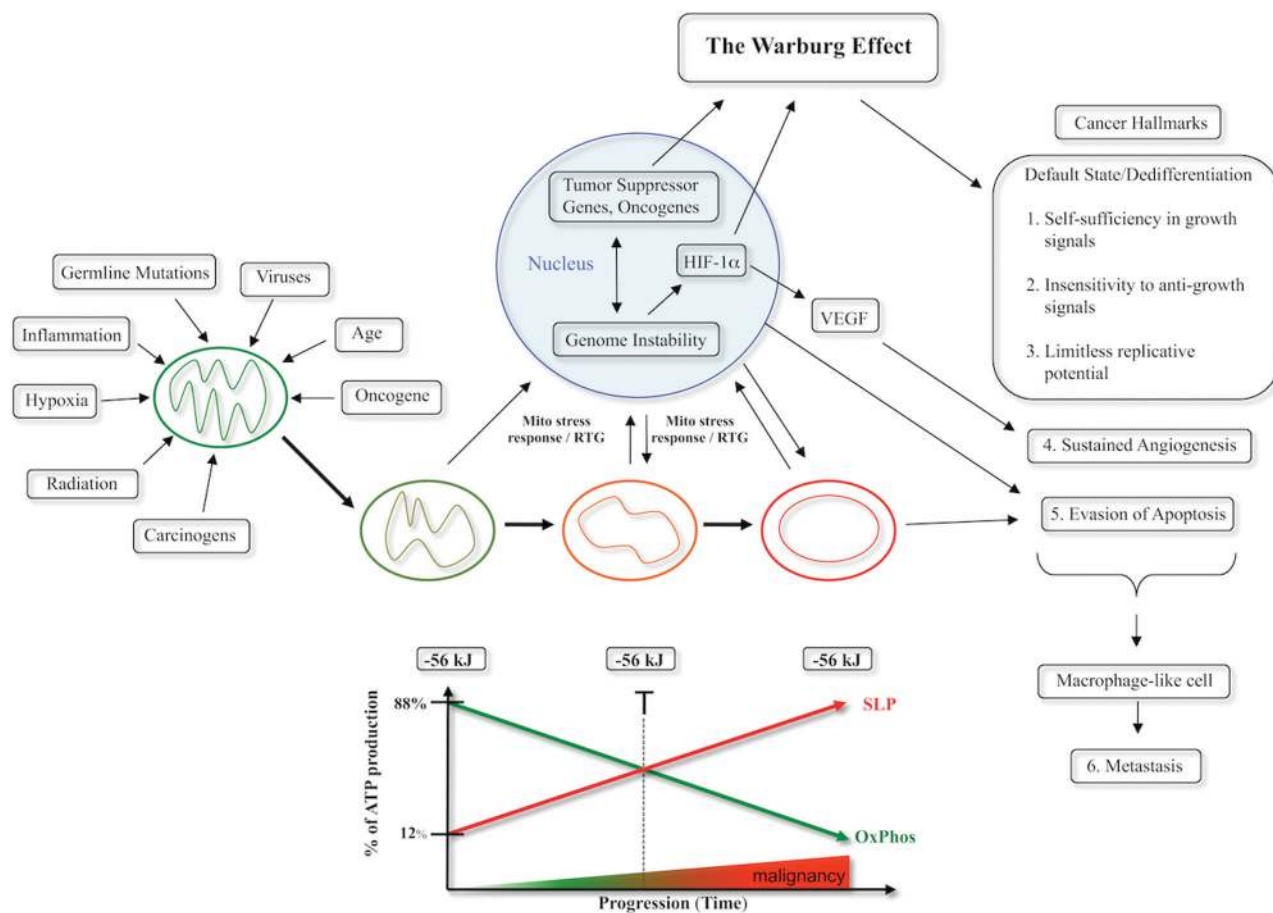 The Warburg Effect
Cancer Hallmarks
Default State/Dedifferentiation
1. Self-sufficiency in growth
signals
2. Insensitivity to anti-growth
signals
3. Limitless replicative
potential
Tumor Suppressor
Genes, Oncogenes
Nucleus
HIF-1α
Genome Instability
VEGF
Germline Mutations
Viruses
Inflammation
Age
Hypoxia
Oncogene
Radiation
Carcinogens
Mito stress
response / RTG
Mito stress
response / RTG
4. Sustained Angiogenesis
5. Evasion of Apoptosis
Macrophage-like cell
6. Metastasis
-56 kJ
-56 kJ
-56 kJ
T
88%
SLP
% of ATP production
12%
OxPhos
malignancy
Progression (Time)